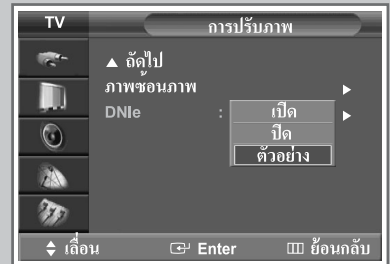 TV การปรับภาพ
▲ ถัดไป
ภาพซ้อนภาพ ▶
DNIe : เปิด ▶
ปิด
ตัวอย่าง
เลื่อน Enter ย้อนกลับ